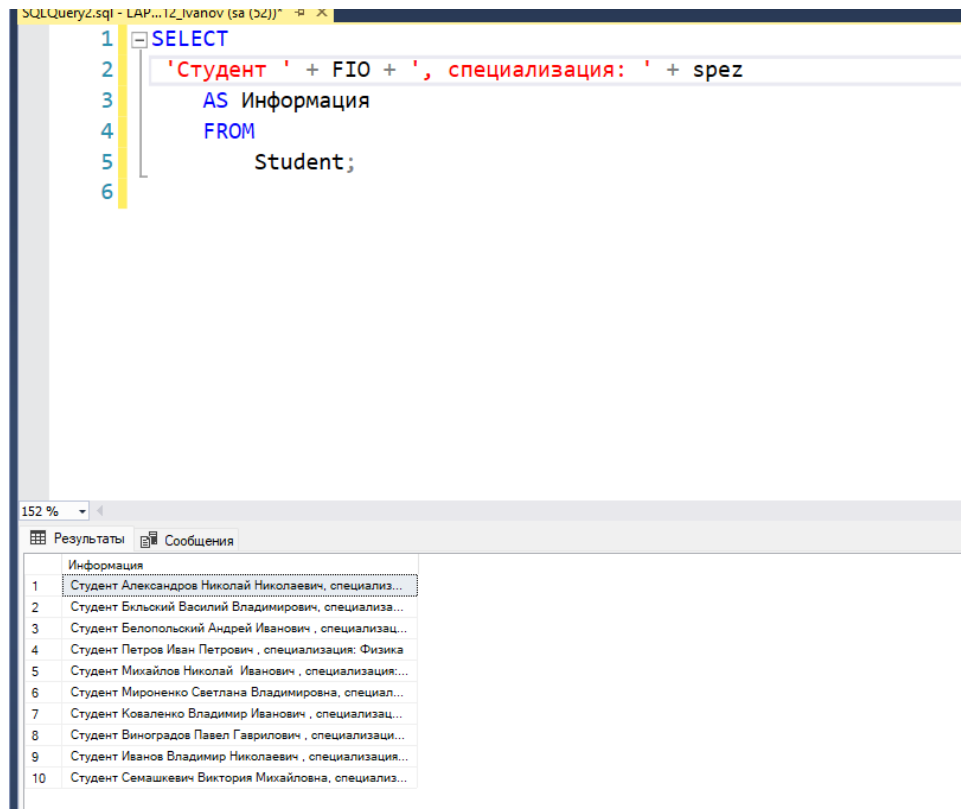 SQLQuery2.sql - LAP...12_Ivanov (sa (52))*
1 SELECT
2 'Студент ' + FIO + ', специализация: ' + spez
3 AS Информация
4 FROM
5 Student;
6
152 %
Результаты Сообщения
Информация
1 Студент Александров Николай Николаевич, специализ...
2 Студент Бкльский Василий Владимирович, специализа...
3 Студент Белопольский Андрей Иванович , специализац...
4 Студент Петров Иван Петрович , специализация: Физика
5 Студент Михайлов Николай  Иванович , специализация:...
6 Студент Мироненко Светлана Владимировна, специал...
7 Студент Коваленко Владимир Иванович , специализац...
8 Студент Виноградов Павел Гаврилович , специализаци...
9 Студент Иванов Владимир Николаевич , специализация...
10 Студент Семашкевич Виктория Михайловна, специализ...